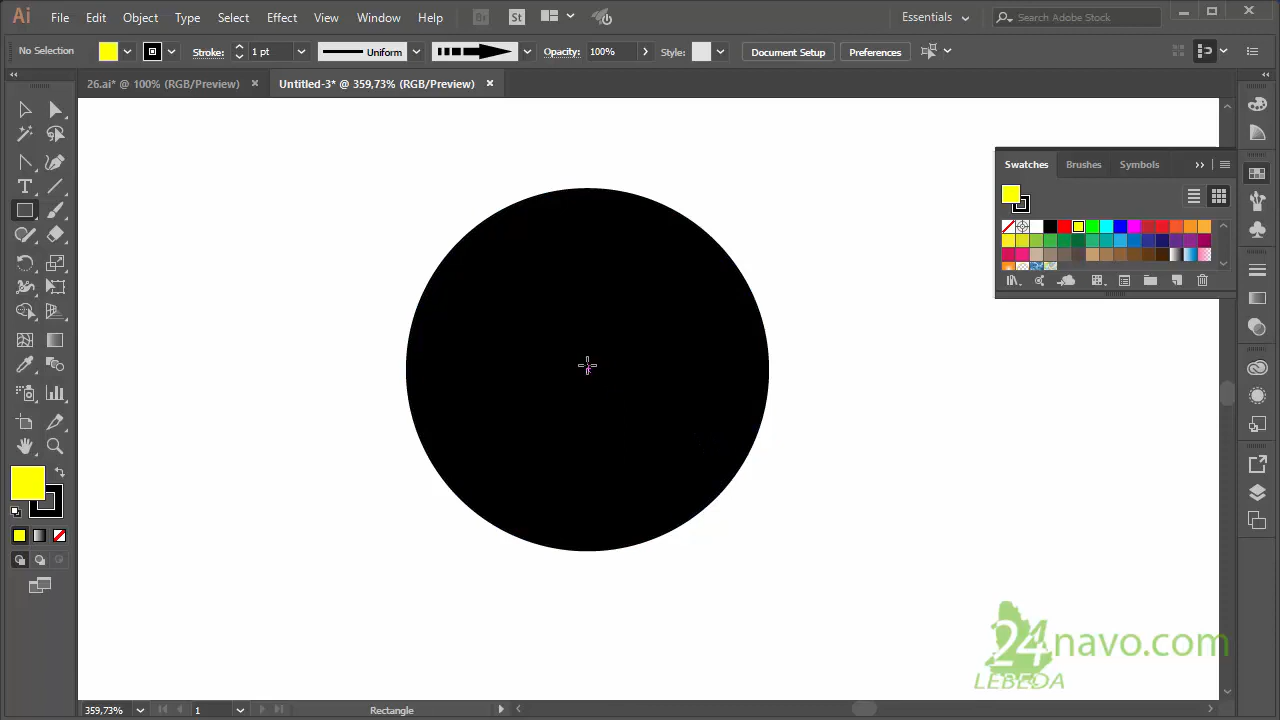 Ai File Edit Object Type Select Effect View Window Help Br St Essentials Search Adobe Stock
No Selection Stroke: 1 pt Uniform Opacity: 100% Style: Document Setup Preferences
26.ai* @ 100% (RGB/Preview) Untitled-3* @ 359,73% (RGB/Preview)
Swatches Brushes Symbols
24navo.com
LEBEDA
359,73% 1 Rectangle